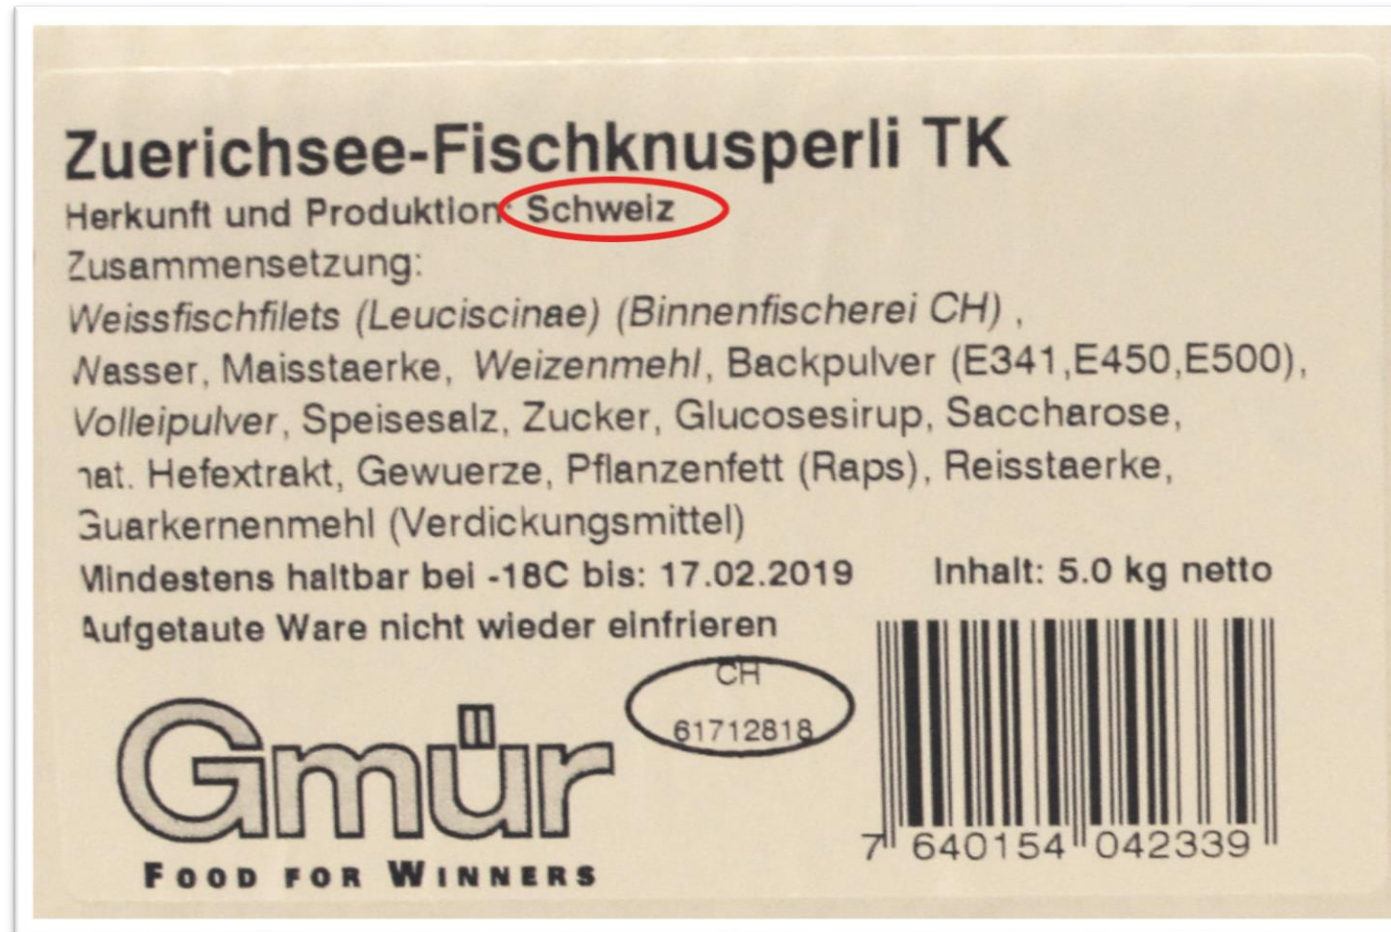 Zuerichsee-Fischknusperli TK
Herkunft und Produktion: Schweiz
Zusammensetzung:
Weissfischfilets (Leuciscinae) (Binnenfischerei CH) ,
Wasser, Maisstaerke, Weizenmehl, Backpulver (E341,E450,E500),
Volleipulver, Speisesalz, Zucker, Glucosesirup, Saccharose,
nat. Hefextrakt, Gewuerze, Pflanzenfett (Raps), Reisstaerke,
Guarkernenmehl (Verdickungsmittel)
Mindestens haltbar bei -18C bis: 17.02.2019 Inhalt: 5.0 kg netto
Aufgetaute Ware nicht wieder einfrieren
CH
61712818
Gmür
FOOD FOR WINNERS
7 640154 042339